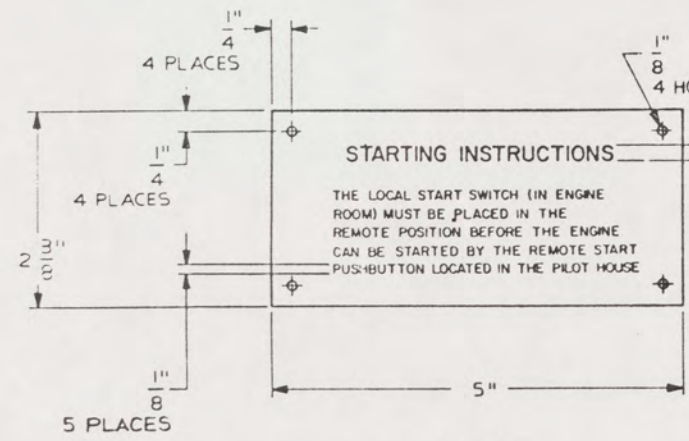 1"
4
4 PLACES
1"
8
4
1"
4
4 PLACES
STARTING INSTRUCTIONS
THE LOCAL START SWITCH (IN ENGINE
ROOM) MUST BE PLACED IN THE
REMOTE POSITION BEFORE THE ENGINE
CAN BE STARTED BY THE REMOTE START
PUSHBUTTON LOCATED IN THE PILOT HOUSE
2 3"
8
1"
8
5 PLACES
5"